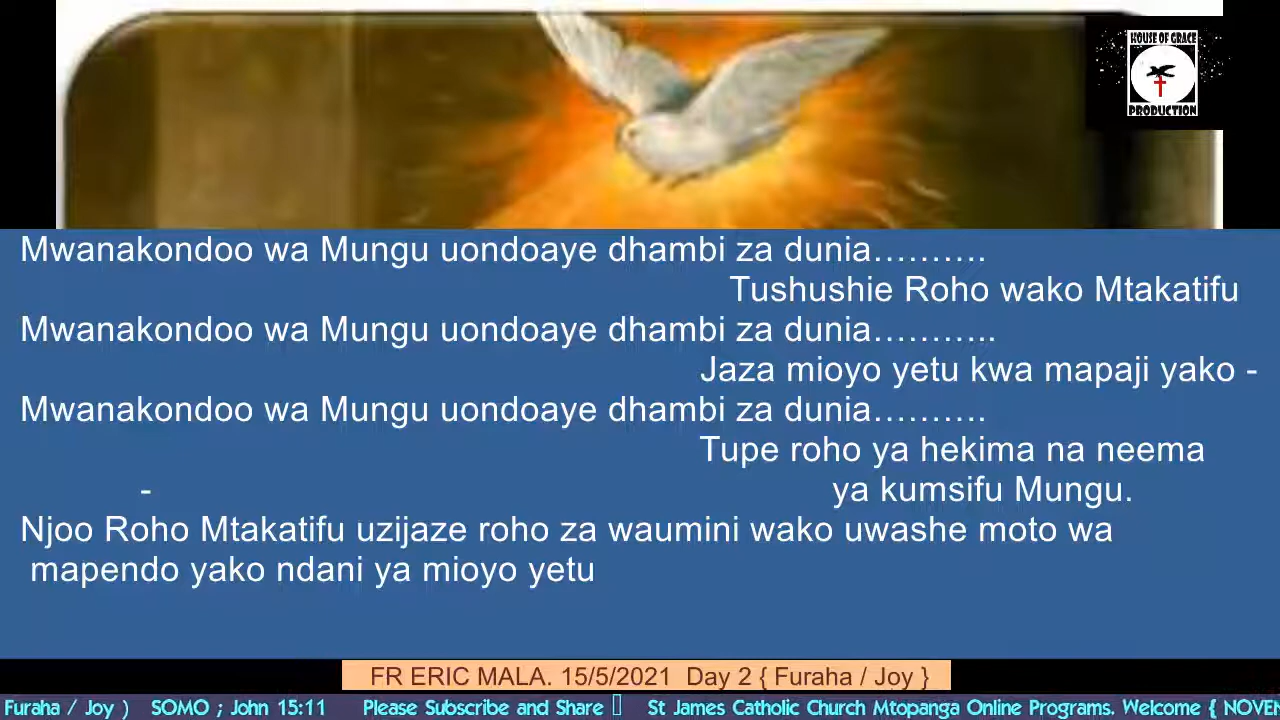 HOUSE OF GRACE
PRODUCTION
Mwanakondoo wa Mungu uondoaye dhambi za dunia……….
Tushushie Roho wako Mtakatifu
Mwanakondoo wa Mungu uondoaye dhambi za dunia………..
Jaza mioyo yetu kwa mapaji yako -
Mwanakondoo wa Mungu uondoaye dhambi za dunia……….
Tupe roho ya hekima na neema
- ya kumsifu Mungu.
Njoo Roho Mtakatifu uzijaze roho za waumini wako uwashe moto wa
mapendo yako ndani ya mioyo yetu
FR ERIC MALA. 15/5/2021 Day 2 { Furaha / Joy }
Furaha / Joy ) SOMO ; John 15:11 Please Subscribe and Share St James Catholic Church Mtopanga Online Programs. Welcome { NOVEN